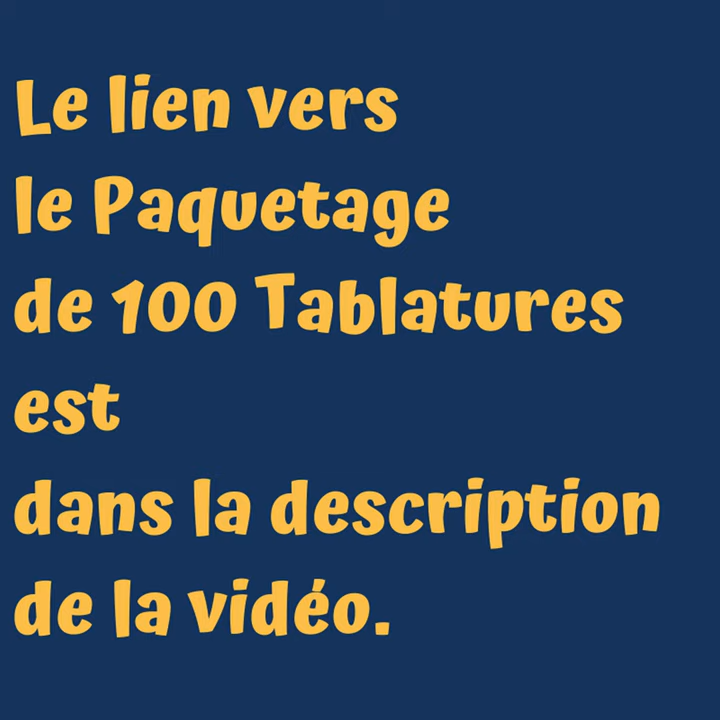 Le lien vers
le Paquetage
de 100 Tablatures
est
dans la description
de la vidéo.